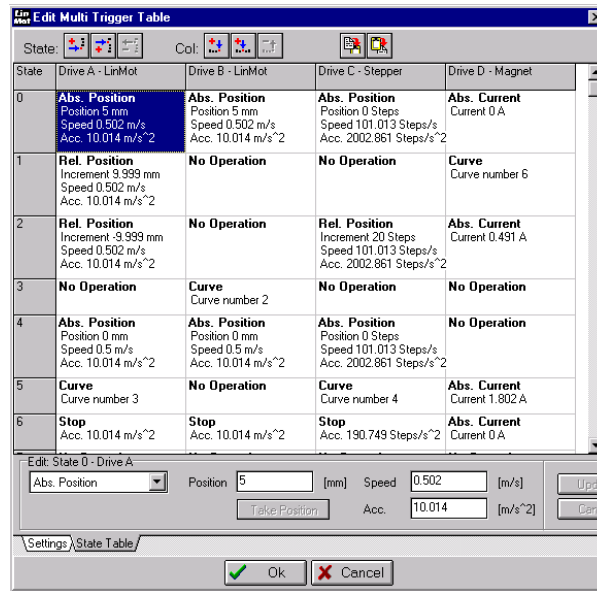 Lin Mot Edit Multi Trigger Table
State: Col:
State Drive A - LinMot Drive B - LinMot Drive C - Stepper Drive D - Magnet
0 Abs. Position Abs. Position Abs. Position Abs. Current
Position 5 mm Position 5 mm Position 0 Steps Current 0 A
Speed 0.502 m/s Speed 0.502 m/s Speed 101.013 Steps/s
Acc. 10.014 m/s^2 Acc. 10.014 m/s^2 Acc. 2002.861 Steps/s^2
1 Rel. Position No Operation No Operation Curve
Increment 9.999 mm Curve number 6
Speed 0.502 m/s
Acc. 10.014 m/s^2
2 Rel. Position No Operation Rel. Position Abs. Current
Increment -9.999 mm Increment 20 Steps Current 0.491 A
Speed 0.502 m/s Speed 101.013 Steps/s
Acc. 10.014 m/s^2 Acc. 2002.861 Steps/s^2
3 No Operation Curve No Operation No Operation
Curve number 2
4 Abs. Position Abs. Position Abs. Position No Operation
Position 0 mm Position 0 mm Position 0 Steps
Speed 0.5 m/s Speed 0.5 m/s Speed 101.013 Steps/s
Acc. 10.014 m/s^2 Acc. 10.014 m/s^2 Acc. 2002.861 Steps/s^2
5 Curve No Operation Curve Abs. Current
Curve number 3 Curve number 4 Current 1.802 A
6 Stop Stop Stop Abs. Current
Acc. 10.014 m/s^2 Acc. 10.014 m/s^2 Acc. 190.749 Steps/s^2 Current 0 A
Edit: State 0 - Drive A
Abs. Position Position 5 [mm] Speed 0.502 [m/s] Upd
Take Position Acc. 10.014 [m/s^2] Can
Settings State Table
Ok Cancel